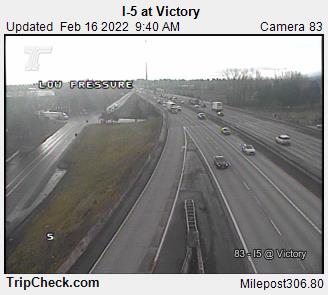 I-5 at Victory
Updated Feb 16 2022 9:40 AM Camera 83
LOW PRESSURE
S
83 - I5 @ Victory
TripCheck.com Milepost306.80